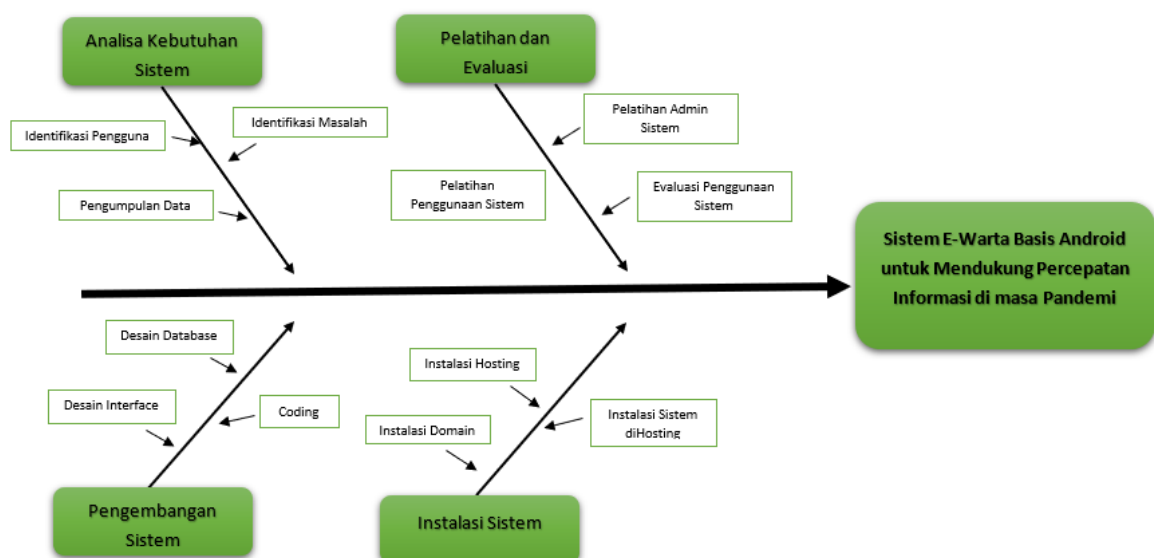 Analisa Kebutuhan
Sistem
Pelatihan dan
Evaluasi
Identifikasi Pengguna
Identifikasi Masalah
Pengumpulan Data
Pelatihan Admin
Sistem
Pelatihan
Penggunaan Sistem
Evaluasi Penggunaan
Sistem
Sistem E-Warta Basis Android
untuk Mendukung Percepatan
Informasi di masa Pandemi
Desain Database
Desain Interface
Coding
Instalasi Hosting
Instalasi Domain
Instalasi Sistem
diHosting
Pengembangan
Sistem
Instalasi Sistem